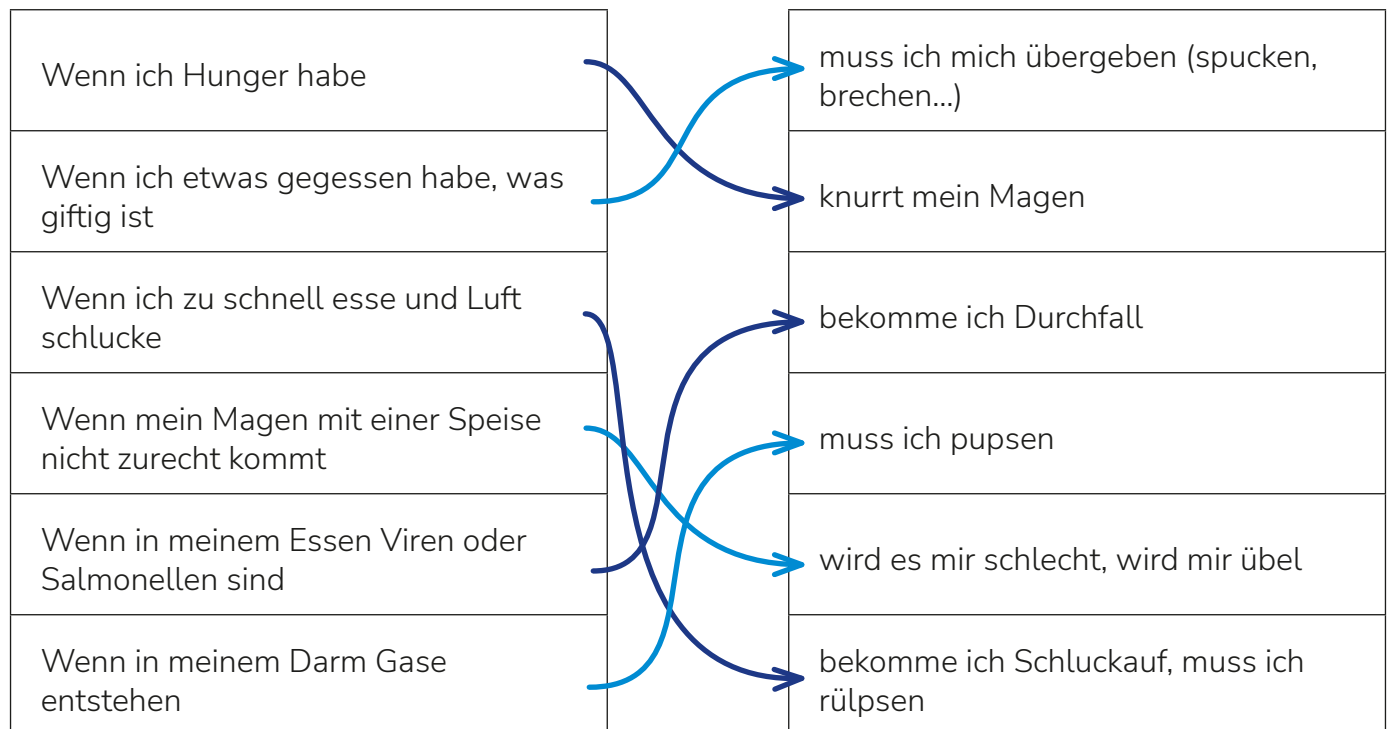 Wenn ich Hunger habe
muss ich mich übergeben (spucken,
brechen...)
Wenn ich etwas gegessen habe, was
giftig ist
knurrt mein Magen
Wenn ich zu schnell esse und Luft
schlucke
bekomme ich Durchfall
Wenn mein Magen mit einer Speise
nicht zurecht kommt
muss ich pupsen
Wenn in meinem Essen Viren oder
Salmonellen sind
wird es mir schlecht, wird mir übel
Wenn in meinem Darm Gase
entstehen
bekomme ich Schluckauf, muss ich
rülpsen